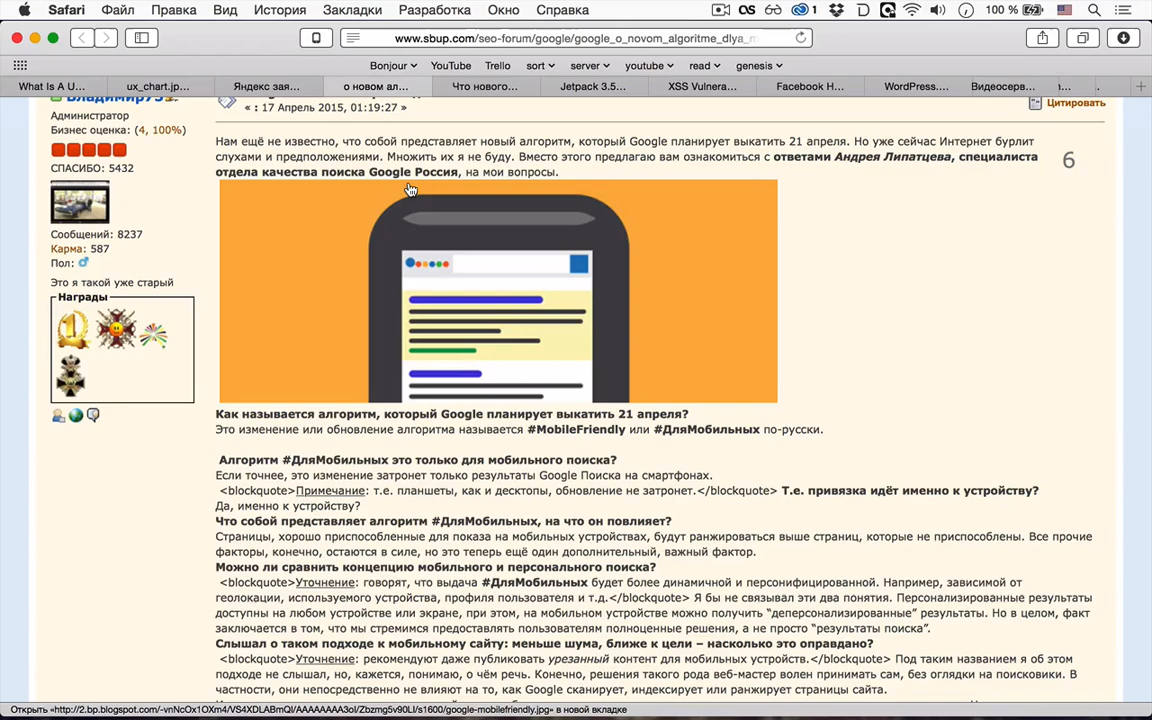 Safari Файл Правка Вид История Закладки Разработка Окно Справка 100 %
www.sbup.com/seo-forum/google/google_o_novom_algoritme_dlya_m
Bonjour YouTube Trello sort server youtube read genesis
What Is A U... ux_chart.jp... Яндекс зая... о новом ал... Что нового... Jetpack 3.5... XSS Vulnera... Facebook H... WordPress.... Видеосерв...
Владимир73
« : 17 Апрель 2015, 01:19:27 »
Цитировать
Администратор
Бизнес оценка: (4, 100%)
СПАСИБО: 5432
Сообщений: 8237
Карма: 587
Пол:
Это я такой уже старый
Награды
1
Нам ещё не известно, что собой представляет новый алгоритм, который Google планирует выкатить 21 апреля. Но уже сейчас Интернет бурлит
слухами и предположениями. Множить их я не буду. Вместо этого предлагаю вам ознакомиться с ответами Андрея Липатцева, специалиста
отдела качества поиска Google Россия, на мои вопросы.
6
Как называется алгоритм, который Google планирует выкатить 21 апреля?
Это изменение или обновление алгоритма называется #MobileFriendly или #ДляМобильных по-русски.
Алгоритм #ДляМобильных это только для мобильного поиска?
Если точнее, это изменение затронет только результаты Google Поиска на смартфонах.
<blockquote>Примечание: т.е. планшеты, как и десктопы, обновление не затронет.</blockquote> Т.е. привязка идёт именно к устройству?
Да, именно к устройству?
Что собой представляет алгоритм #ДляМобильных, на что он повлияет?
Страницы, хорошо приспособленные для показа на мобильных устройствах, будут ранжироваться выше страниц, которые не приспособлены. Все прочие
факторы, конечно, остаются в силе, но это теперь ещё один дополнительный, важный фактор.
Можно ли сравнить концепцию мобильного и персонального поиска?
<blockquote>Уточнение: говорят, что выдача #ДляМобильных будет более динамичной и персонифицированной. Например, зависимой от
геолокации, используемого устройства, профиля пользователя и т.д.</blockquote> Я бы не связывал эти два понятия. Персонализированные результаты
доступны на любом устройстве или экране, при этом, на мобильном устройстве можно получить “деперсонализированные” результаты. Но в целом, факт
заключается в том, что мы стремимся предоставлять пользователям полноценные решения, а не просто “результаты поиска”.
Слышал о таком подходе к мобильному сайту: меньше шума, ближе к цели – насколько это оправдано?
<blockquote>Уточнение: рекомендуют даже публиковать урезанный контент для мобильных устройств.</blockquote> Под таким названием я об этом
подходе не слышал, но, кажется, понимаю, о чём речь. Конечно, решения такого рода веб-мастер волен принимать сам, без оглядки на поисковики. В
частности, они непосредственно не влияют на то, как Google сканирует, индексирует или ранжирует страницы сайта.